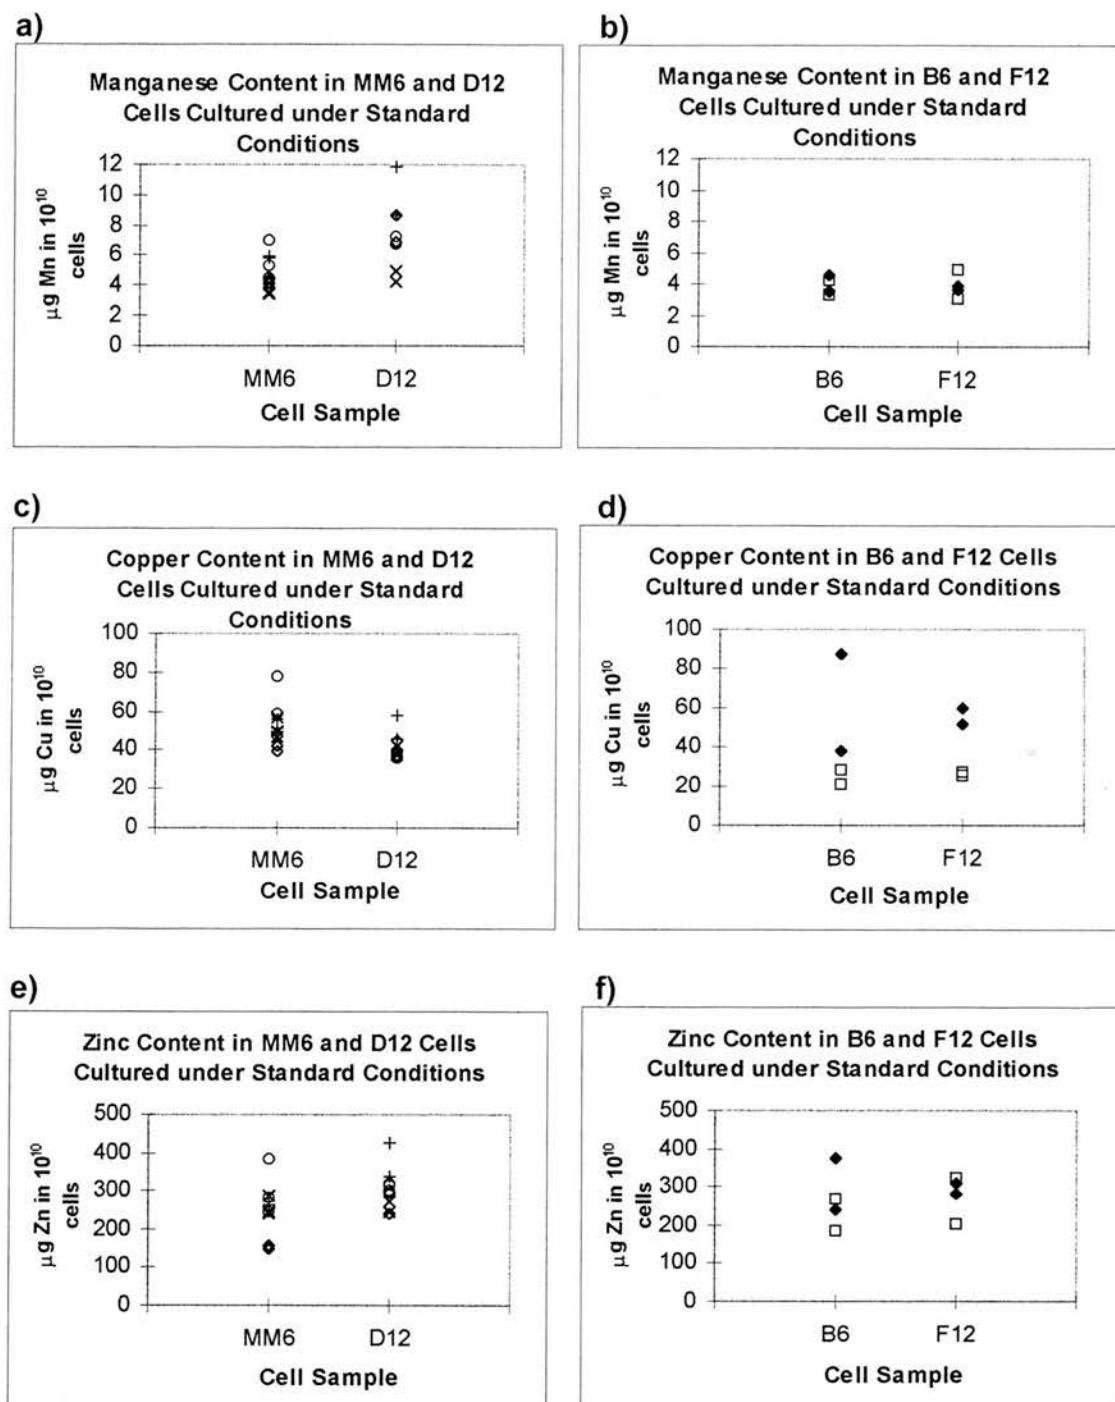 a)
Manganese Content in MM6 and D12
Cells Cultured under Standard
Conditions
12
10
8
6
4
2
0
µg Mn in 10¹⁰
cells
MM6
D12
Cell Sample
b)
Manganese Content in B6 and F12
Cells Cultured under Standard
Conditions
12
10
8
6
4
2
0
µg Mn in 10¹⁰
cells
B6
F12
Cell Sample
c)
Copper Content in MM6 and D12
Cells Cultured under Standard
Conditions
100
80
60
40
20
0
µg Cu in 10¹⁰
cells
MM6
D12
Cell Sample
d)
Copper Content in B6 and F12 Cells
Cultured under Standard Conditions
100
80
60
40
20
0
µg Cu in 10¹⁰
cells
B6
F12
Cell Sample
e)
Zinc Content in MM6 and D12 Cells
Cultured under Standard Conditions
500
400
300
200
100
0
µg Zn in 10¹⁰
cells
MM6
D12
Cell Sample
f)
Zinc Content in B6 and F12 Cells
Cultured under Standard Conditions
500
400
300
200
100
0
µg Zn in 10¹⁰
cells
B6
F12
Cell Sample